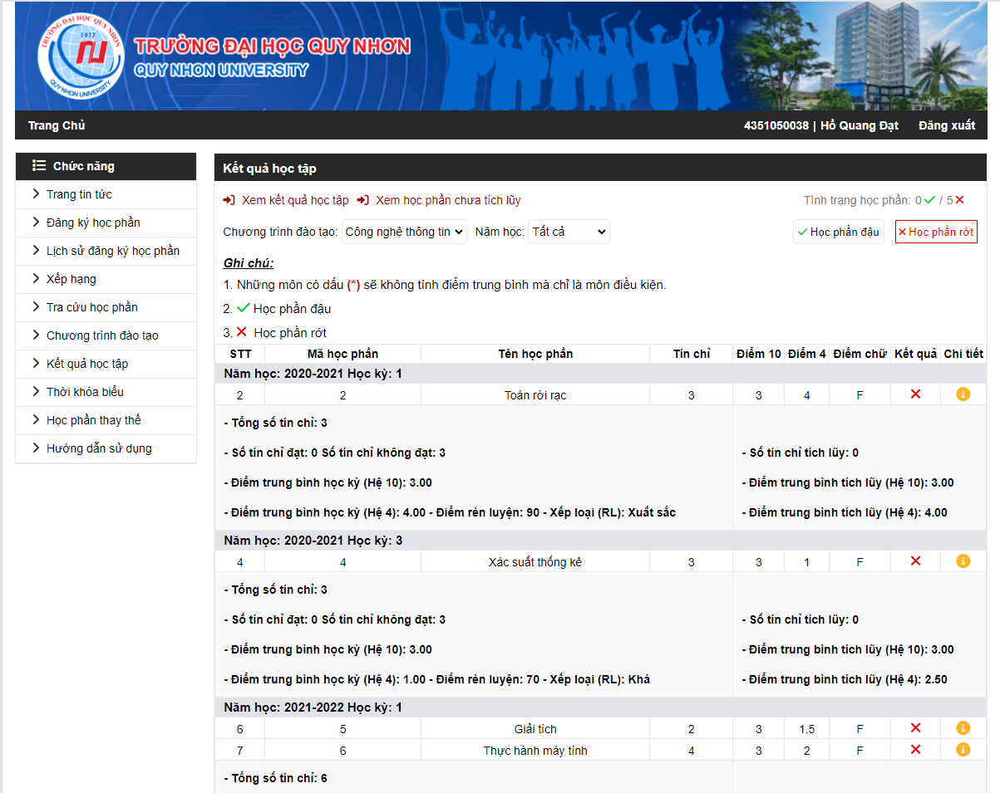 TRƯỜNG ĐẠI HỌC QUY NHƠN
1977
QUY NHON UNIVERSITY
TRƯỜNG ĐẠI HỌC QUY NHƠN
QUY NHON UNIVERSITY
Trang Chủ 4351050038 | Hồ Quang Đạt Đăng xuất
Chức năng
Trang tin tức
Đăng ký học phần
Lịch sử đăng ký học phần
Xếp hạng
Tra cứu học phần
Chương trình đào tạo
Kết quả học tập
Thời khóa biểu
Học phần thay thế
Hướng dẫn sử dụng
Kết quả học tập
Xem kết quả học tập Xem học phần chưa tích lũy Tình trạng học phần: 0 ✓ / 5 ✕
Chương trình đào tạo: Công nghệ thông tin Năm học: Tất cả ✓ Học phần đậu ✕ Học phần rớt
Ghi chú:
1. Những môn có dấu (*) sẽ không tính điểm trung bình mà chỉ là môn điều kiện.
2. ✓ Học phần đậu
3. ✕ Học phần rớt
STT Mã học phần Tên học phần Tín chỉ Điểm 10 Điểm 4 Điểm chữ Kết quả Chi tiết
Năm học: 2020-2021 Học kỳ: 1
2 2 Toán rời rạc 3 3 4 F ✕
- Tổng số tín chỉ: 3
- Số tín chỉ đạt: 0 Số tín chỉ không đạt: 3 - Số tín chỉ tích lũy: 0
- Điểm trung bình học kỳ (Hệ 10): 3.00 - Điểm trung bình tích lũy (Hệ 10): 3.00
- Điểm trung bình học kỳ (Hệ 4): 4.00 - Điểm rèn luyện: 90 - Xếp loại (RL): Xuất sắc - Điểm trung bình tích lũy (Hệ 4): 4.00
Năm học: 2020-2021 Học kỳ: 3
4 4 Xác suất thống kê 3 3 1 F ✕
- Tổng số tín chỉ: 3
- Số tín chỉ đạt: 0 Số tín chỉ không đạt: 3 - Số tín chỉ tích lũy: 0
- Điểm trung bình học kỳ (Hệ 10): 3.00 - Điểm trung bình tích lũy (Hệ 10): 3.00
- Điểm trung bình học kỳ (Hệ 4): 1.00 - Điểm rèn luyện: 70 - Xếp loại (RL): Khá - Điểm trung bình tích lũy (Hệ 4): 2.50
Năm học: 2021-2022 Học kỳ: 1
6 5 Giải tích 2 3 1.5 F ✕
7 6 Thực hành máy tính 4 3 2 F ✕
- Tổng số tín chỉ: 6